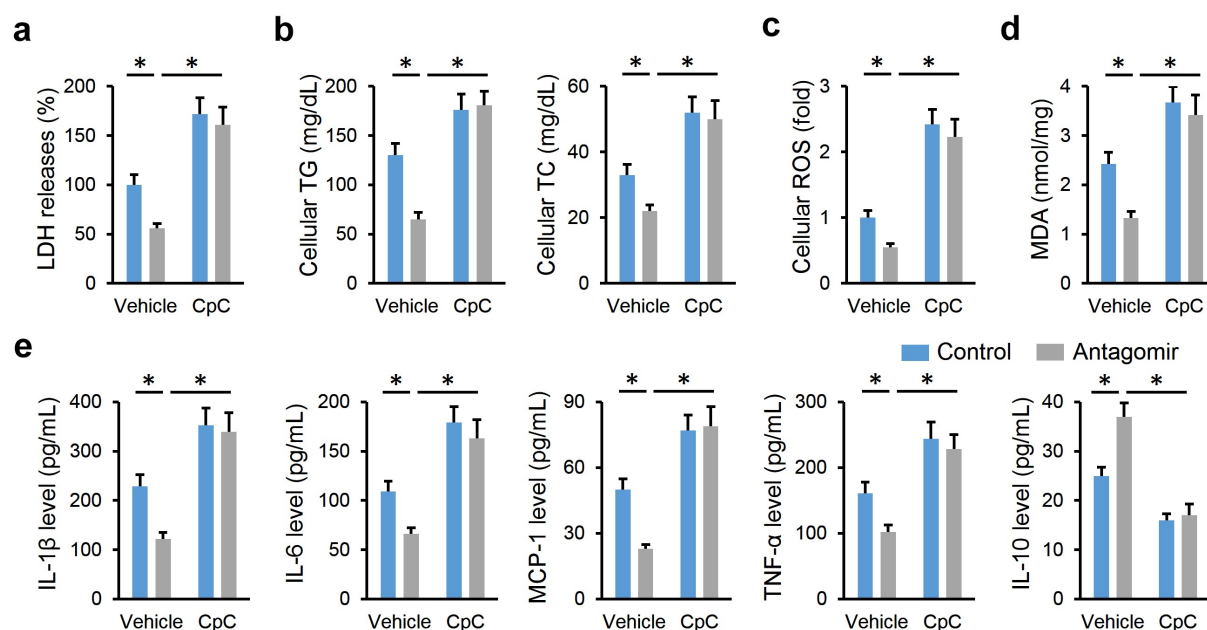 a
* *
LDH releases (%)
200
150
100
50
0
Vehicle CpC
b
* *
Cellular TG (mg/dL)
200
150
100
50
0
Vehicle CpC
* *
Cellular TC (mg/dL)
60
40
20
0
Vehicle CpC
c
* *
Cellular ROS (fold)
3
2
1
0
Vehicle CpC
d
* *
MDA (nmol/mg)
4
3
2
1
0
Vehicle CpC
e
Control Antagomir
* *
IL-1β level (pg/mL)
400
300
200
100
0
Vehicle CpC
* *
IL-6 level (pg/mL)
200
150
100
50
0
Vehicle CpC
* *
MCP-1 level (pg/mL)
90
60
30
0
Vehicle CpC
* *
TNF-α level (pg/mL)
300
200
100
0
Vehicle CpC
* *
IL-10 level (pg/mL)
40
30
20
10
0
Vehicle CpC